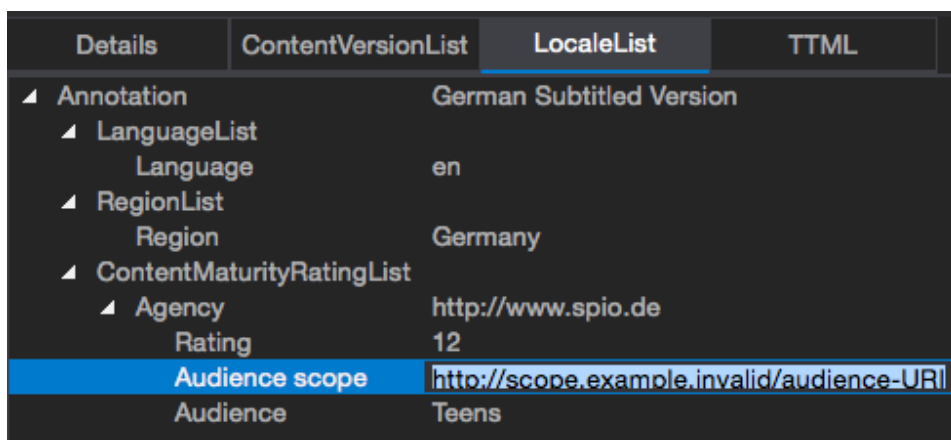 Details ContentVersionList LocaleList TTML
Annotation German Subtitled Version
LanguageList
Language en
RegionList
Region Germany
ContentMaturityRatingList
Agency http://www.spio.de
Rating 12
Audience scope http://scope.example.invalid/audience-URI
Audience Teens